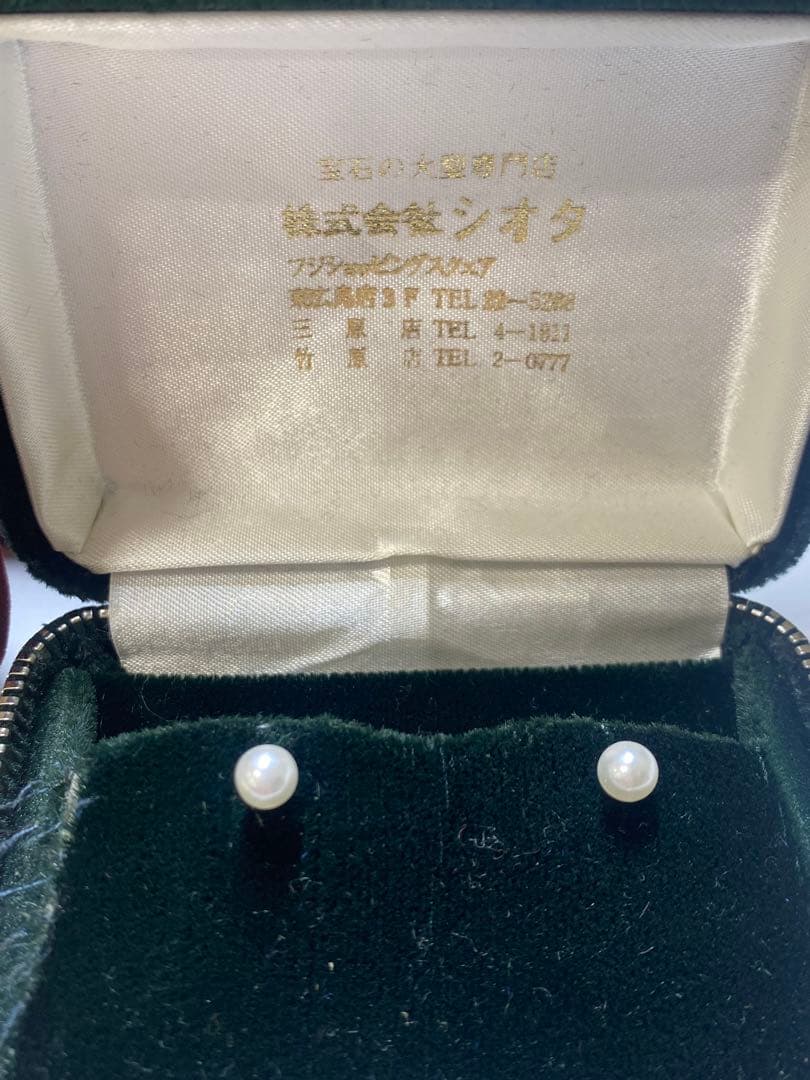 宝石の大型専門店
株式会社シオタ
フジショッピングスクエア
東広島店3F TEL 5208
三原店 TEL 4-1821
竹原店 TEL 2-0777